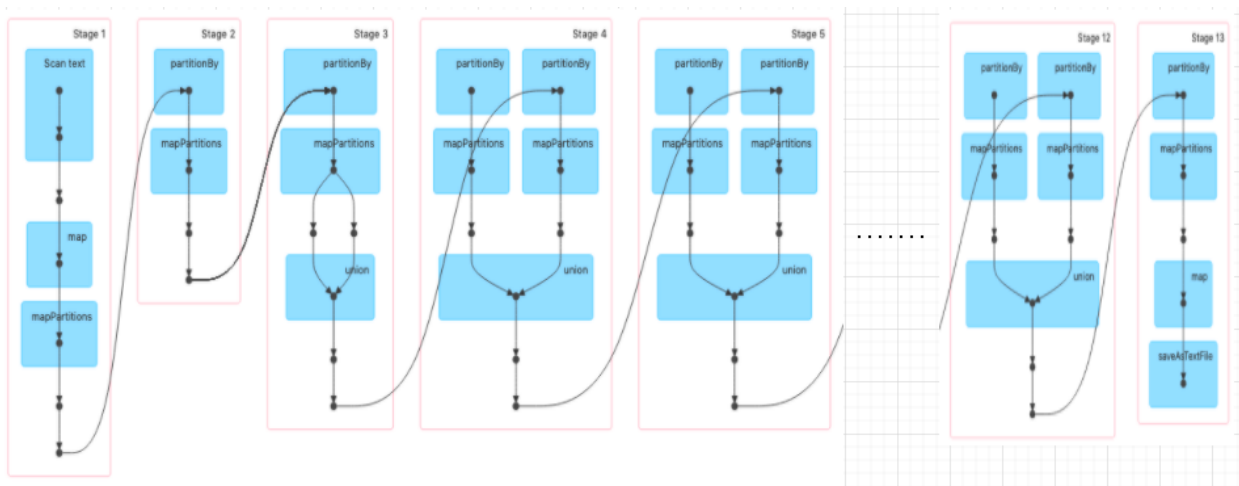 Stage 1
Scan text
map
mapPartitions
Stage 2
partitionBy
mapPartitions
Stage 3
partitionBy
mapPartitions
union
Stage 4
partitionBy
partitionBy
mapPartitions
mapPartitions
union
Stage 5
partitionBy
partitionBy
mapPartitions
mapPartitions
union
.......
Stage 12
partitionBy
partitionBy
mapPartitions
mapPartitions
union
Stage 13
partitionBy
mapPartitions
map
saveAsTextFile